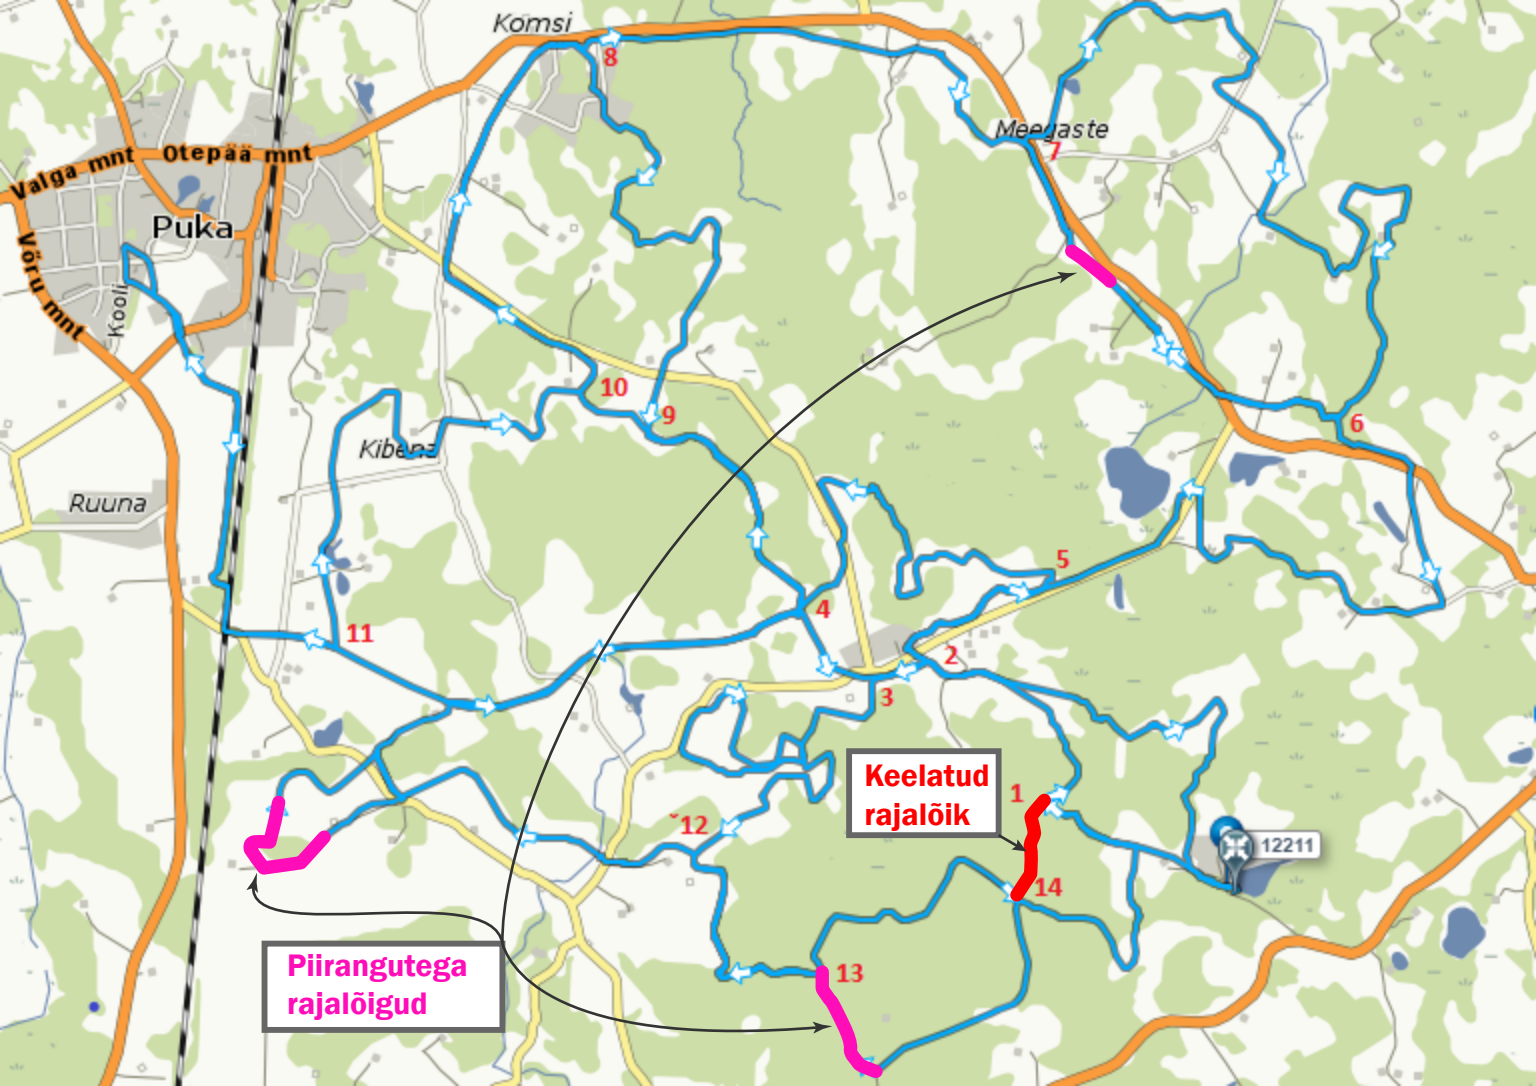 Komsi
8
Meegaste
7
Valga mnt
Otepää mnt
Puka
Võru mnt
Kooli
10
9
6
Kibena
Ruuna
5
4
11
2
3
Keelatud
rajalõik
1
12
12211
14
Piirangutega
rajalõigud
13